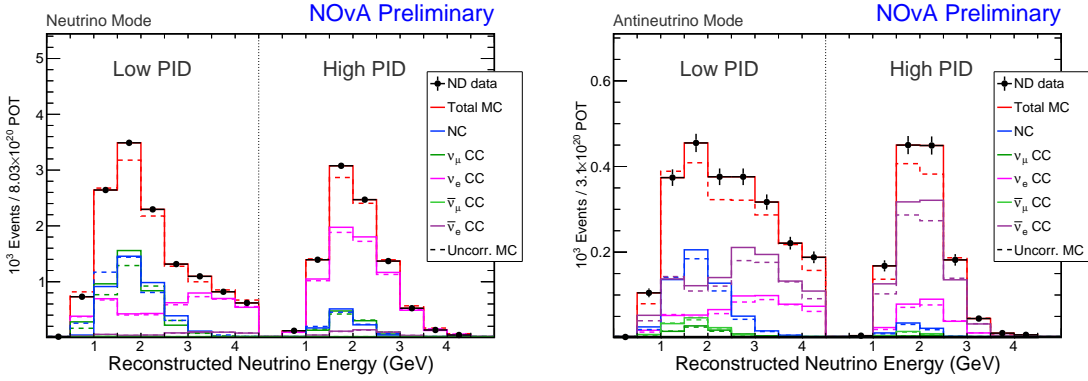 Neutrino Mode
NOvA Preliminary
Low PID
High PID
10³ Events / 8.03×10²⁰ POT
5
4
3
2
1
ND data
Total MC
NC
ν_μ CC
ν_e CC
ν̄_μ CC
ν̄_e CC
Uncorr. MC
1 2 3 4 1 2 3 4
Reconstructed Neutrino Energy (GeV)
Antineutrino Mode
NOvA Preliminary
Low PID
High PID
10³ Events / 3.1×10²⁰ POT
0.6
0.4
0.2
ND data
Total MC
NC
ν_μ CC
ν_e CC
ν̄_μ CC
ν̄_e CC
Uncorr. MC
1 2 3 4 1 2 3 4
Reconstructed Neutrino Energy (GeV)